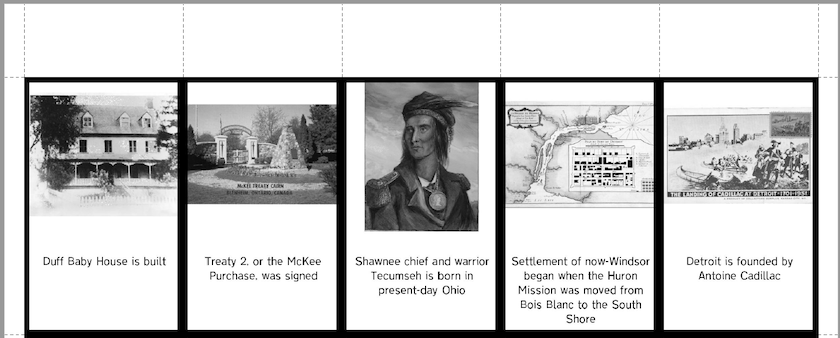 McKEE TREATY CAIRN
BLENHEIM, ONTARIO, CANADA
THE LANDING OF CADILLAC AT DETROIT · 1701-1951
Duff Baby House is built
Treaty 2, or the McKee
Purchase, was signed
Shawnee chief and warrior
Tecumseh is born in
present-day Ohio
Settlement of now-Windsor
began when the Huron
Mission was moved from
Bois Blanc to the South
Shore
Detroit is founded by
Antoine Cadillac